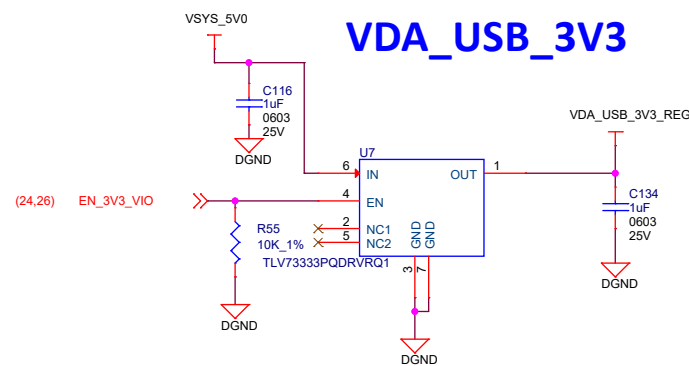 VSYS_5V0
VDA_USB_3V3
C116
1uF
0603
25V
DGND
VDA_USB_3V3_REG
U7
6 IN OUT 1
(24,26) EN_3V3_VIO
4 EN
C134
1uF
0603
25V
R55
10K_1%
2 NC1
5 NC2
GND
GND
TLV73333PQDRVRQ1
3
7
DGND
DGND
DGND